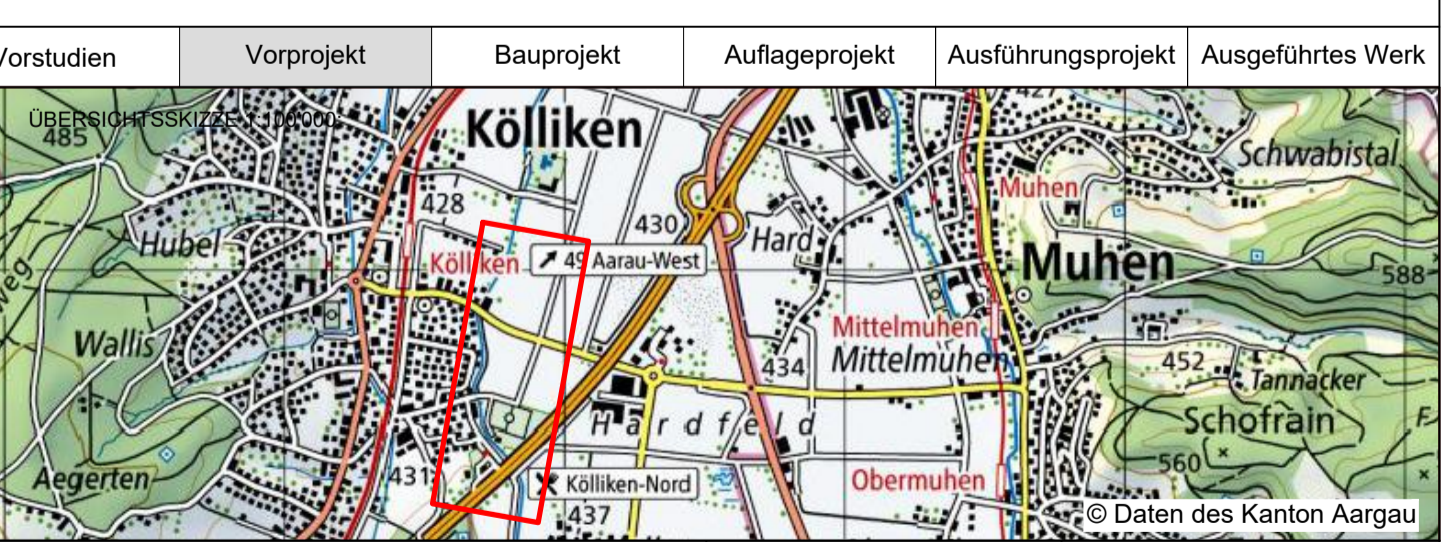 Vorstudien Vorprojekt Bauprojekt Auflageprojekt Ausführungsprojekt Ausgeführtes Werk
ÜBERSICHTSSKIZZE 1:100'000:
485
Kölliken
427
Schwabistal
428
Muhen
Hubel
430
Hard
Kölliken
49 Aarau-West
Muhen
588
weg
Wallis
Mittelmuhen
434
Mittelmuhen
452
Tannacker
Hardfeld
Schofrain
F
Aegerten
431
Kölliken-Nord
Obermuhen
560
437
© Daten des Kanton Aargau